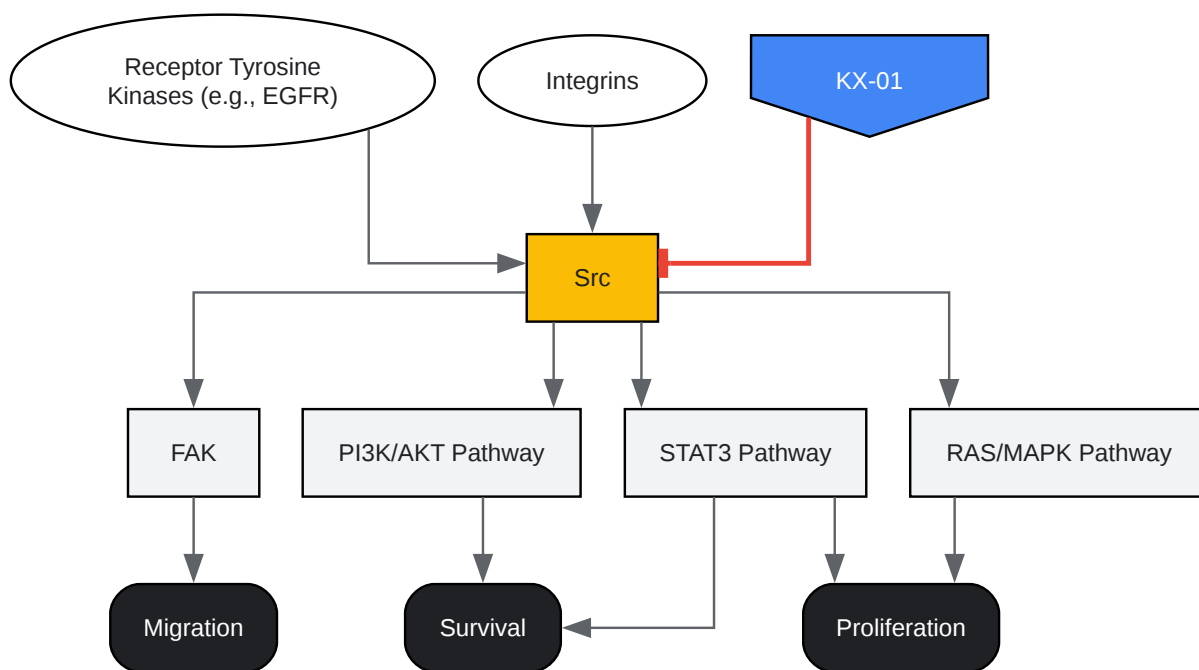 Receptor Tyrosine
Kinases (e.g., EGFR)
Integrins
KX-01
Src
FAK
PI3K/AKT Pathway
STAT3 Pathway
RAS/MAPK Pathway
Migration
Survival
Proliferation